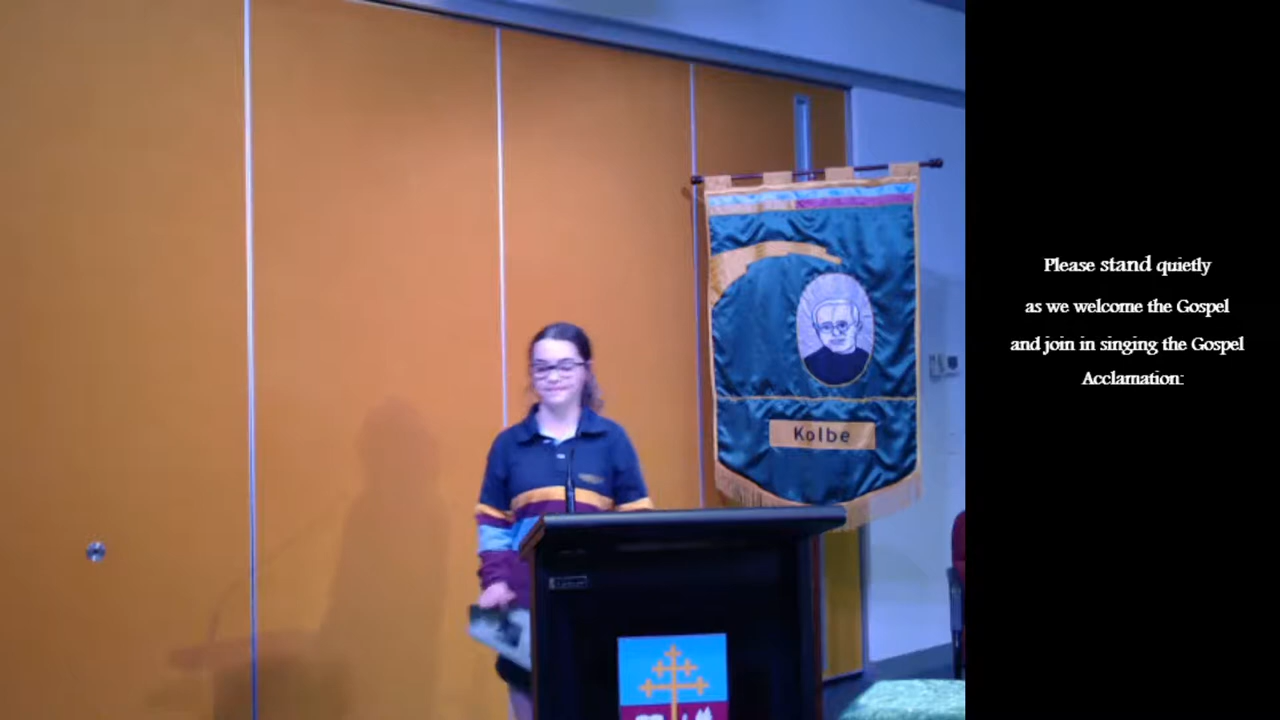 Kolbe
Please stand quietly
as we welcome the Gospel
and join in singing the Gospel
Acclamation: